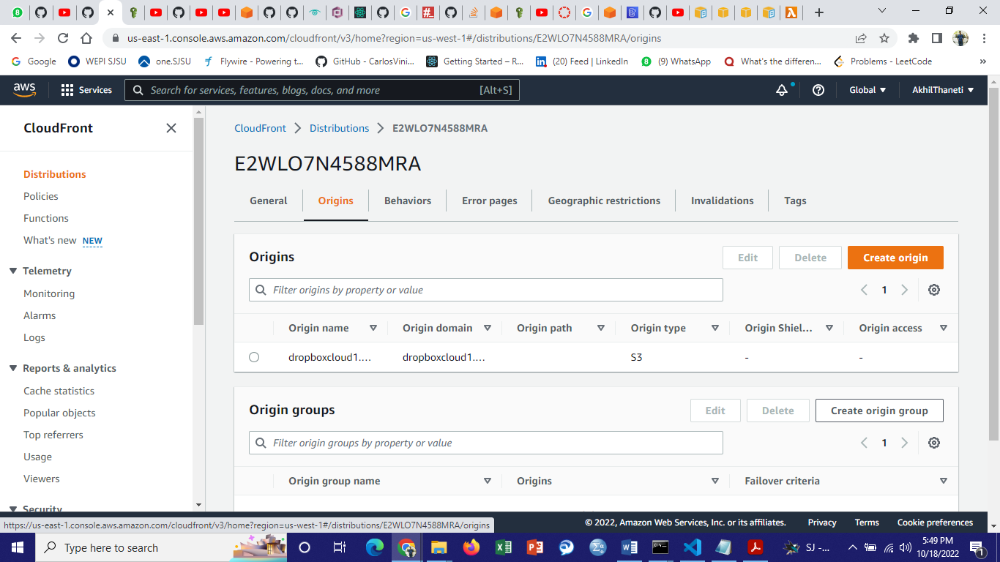 us-east-1.console.aws.amazon.com/cloudfront/v3/home?region=us-west-1#/distributions/E2WLO7N4588MRA/origins
Google WEPI SJSU one.SJSU Flywire - Powering t... GitHub - CarlosVini... Getting Started – R... (20) Feed | LinkedIn (9) WhatsApp What's the differen... Problems - LeetCode »
aws Services Search for services, features, blogs, docs, and more [Alt+S] Global AkhilThaneti
CloudFront
Distributions
Policies
Functions
What's new NEW
Telemetry
Monitoring
Alarms
Logs
Reports & analytics
Cache statistics
Popular objects
Top referrers
Usage
Viewers
Security
CloudFront Distributions E2WLO7N4588MRA
E2WLO7N4588MRA
General Origins Behaviors Error pages Geographic restrictions Invalidations Tags
Origins Edit Delete Create origin
Filter origins by property or value 1
Origin name Origin domain Origin path Origin type Origin Shiel... Origin access
dropboxcloud1.... dropboxcloud1.... S3 - -
Origin groups Edit Delete Create origin group
Filter origin groups by property or value 1
Origin group name Origins Failover criteria
https://us-east-1.console.aws.amazon.com/cloudfront/v3/home?region=us-west-1#/distributions/E2WLO7N4588MRA/origins
© 2022, Amazon Web Services, Inc. or its affiliates. Privacy Terms Cookie preferences
Type here to search
SJ -...
5:49 PM
10/18/2022
1